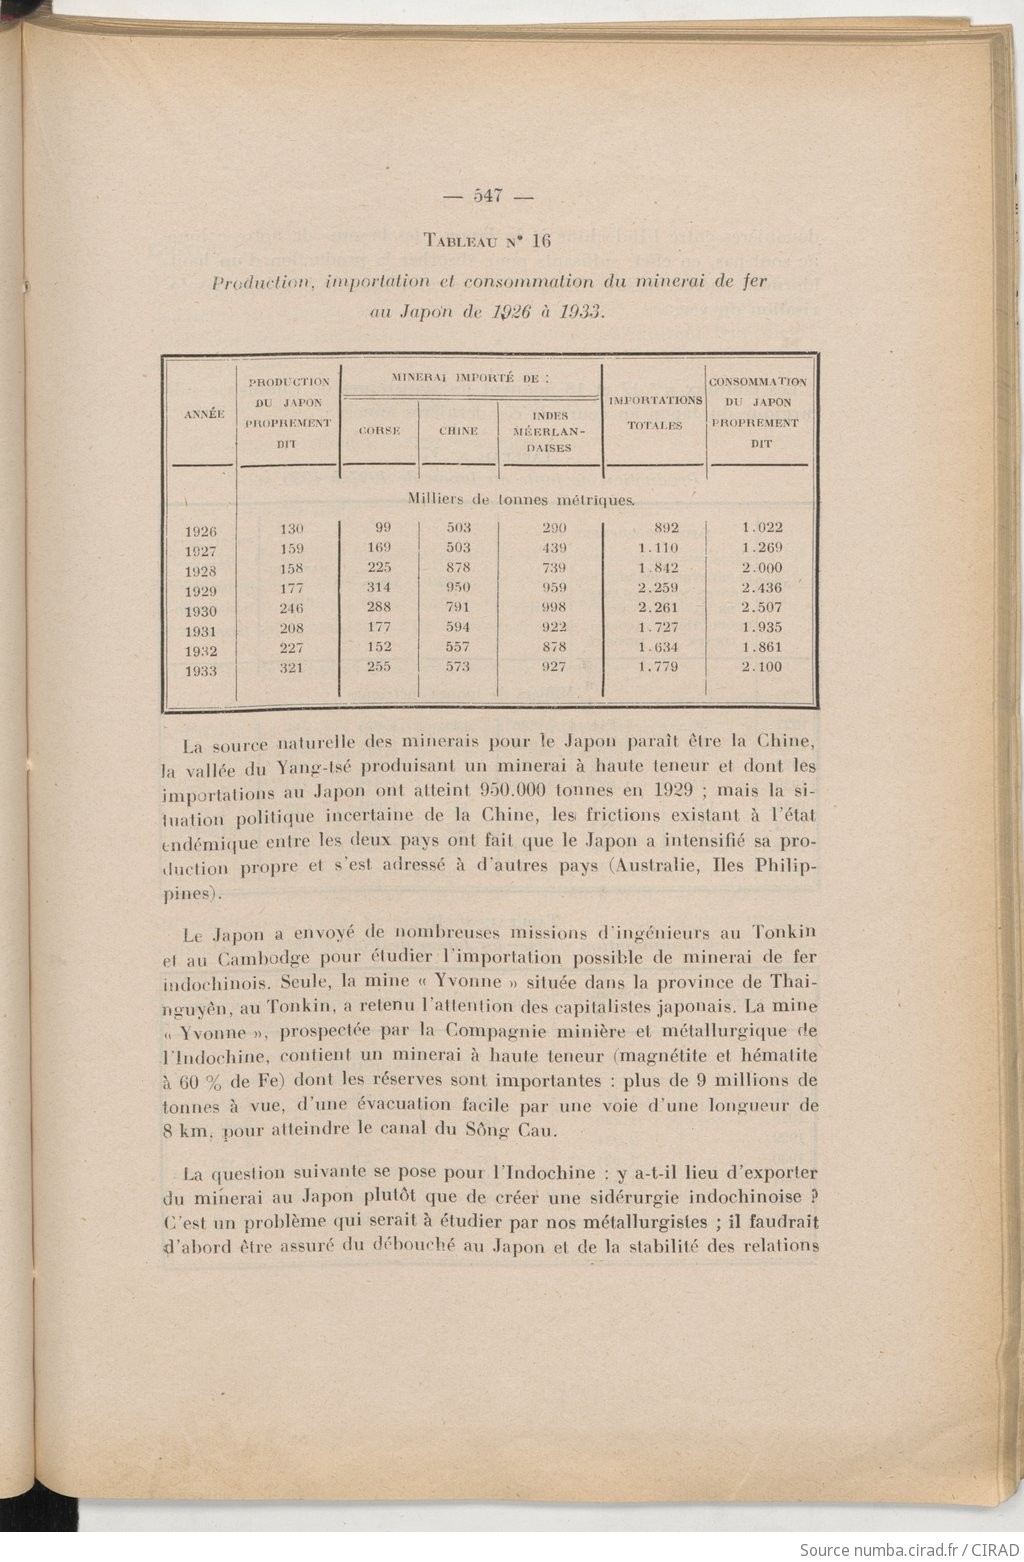 — 547 —
TABLEAU N° 16
Production, importation et consommation du minerai de fer
au Japon de 1926 à 1933.
ANNÉE
PRODUCTION
DU JAPON
PROPREMENT
DIT
MINERAI IMPORTÉ DE :
CORSE
CHINE
INDES
MÉERLAN-
DAISES
IMPORTATIONS
TOTALES
CONSOMMATION
DU JAPON
PROPREMENT
DIT
Milliers de tonnes métriques.
1926 130 99 503 290 892 1.022
1927 159 169 503 439 1.110 1.269
1928 158 225 878 739 1.842 2.000
1929 177 314 950 959 2.259 2.436
1930 246 288 791 998 2.261 2.507
1931 208 177 594 922 1.727 1.935
1932 227 152 557 878 1.634 1.861
1933 321 255 573 927 1.779 2.100
La source naturelle des minerais pour le Japon paraît être la Chine,
la vallée du Yang-tsé produisant un minerai à haute teneur et dont les
importations au Japon ont atteint 950.000 tonnes en 1929 ; mais la si-
tuation politique incertaine de la Chine, les frictions existant à l'état
endémique entre les deux pays ont fait que le Japon a intensifié sa pro-
duction propre et s'est adressé à d'autres pays (Australie, Iles Philip-
pines).
Le Japon a envoyé de nombreuses missions d'ingénieurs au Tonkin
et au Cambodge pour étudier l'importation possible de minerai de fer
indochinois. Seule, la mine « Yvonne » située dans la province de Thai-
nguyên, au Tonkin, a retenu l'attention des capitalistes japonais. La mine
« Yvonne », prospectée par la Compagnie minière et métallurgique de
l'Indochine, contient un minerai à haute teneur (magnétite et hématite
à 60 % de Fe) dont les réserves sont importantes : plus de 9 millions de
tonnes à vue, d'une évacuation facile par une voie d'une longueur de
8 km. pour atteindre le canal du Sông Cau.
La question suivante se pose pour l'Indochine : y a-t-il lieu d'exporter
du minerai au Japon plutôt que de créer une sidérurgie indochinoise ?
C'est un problème qui serait à étudier par nos métallurgistes ; il faudrait
d'abord être assuré du débouché au Japon et de la stabilité des relations
Source numba.cirad.fr / CIRAD